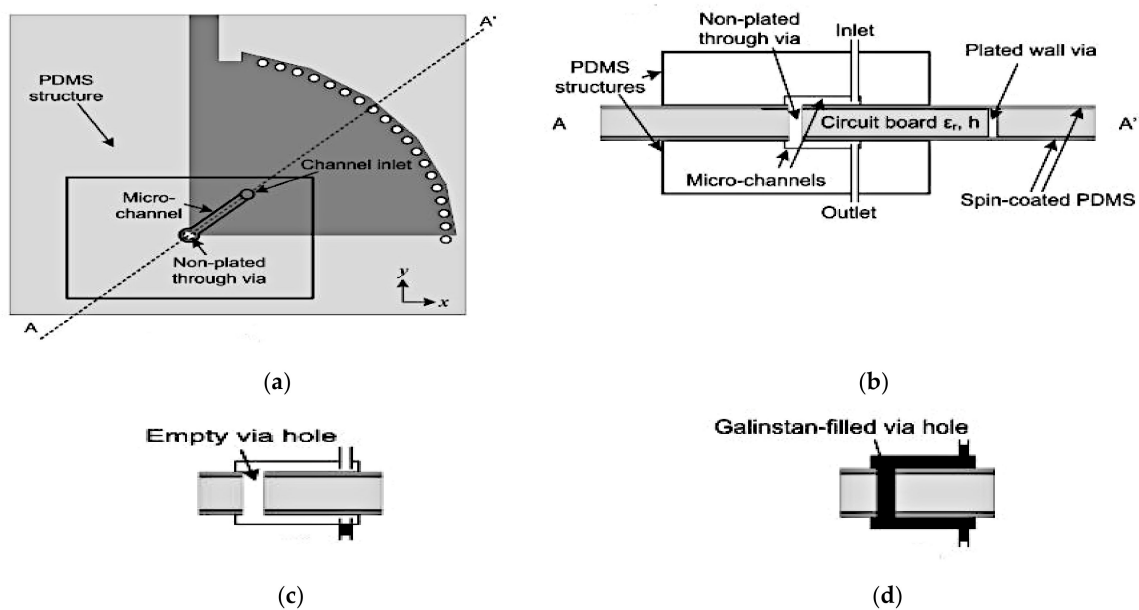 A'
PDMS
structure
Channel inlet
Micro-
channel
Non-plated
through via
y
x
A
(a)
Non-plated
through via
Inlet
Plated wall via
PDMS
structures
A
Circuit board εr, h
A'
Micro-channels
Outlet
Spin-coated PDMS
(b)
Empty via hole
(c)
Galinstan-filled via hole
(d)